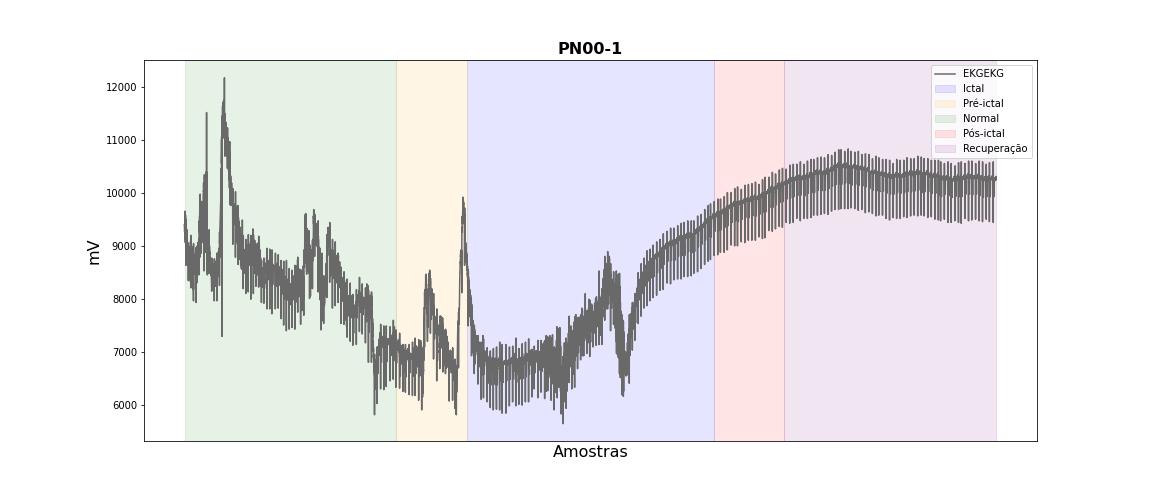 PN00-1
12000
11000
10000
9000
8000
7000
6000
mV
Amostras
EKGEKG
Ictal
Pré-ictal
Normal
Pós-ictal
Recuperação